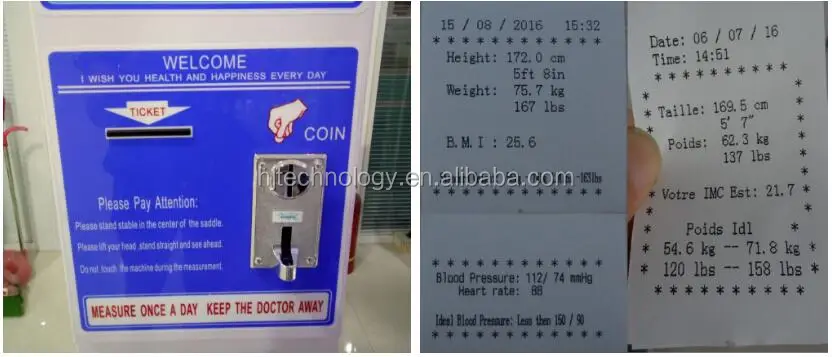 WELCOME
I WISH YOU HEALTH AND HAPPINESS EVERY DAY
TICKET
COIN
Please Pay Attention:
Please stand stable in the center of the saddle.
Please lift your head ,stand straight and see ahead.
Do not touch the machine during the measurement.
MEASURE ONCE A DAY KEEP THE DOCTOR AWAY
15 / 08 / 2016 15:32
* * * * * * * * * * *
Height: 172.0 cm
5ft 8in
Weight: 75.7 kg
167 lbs
B.M.I : 25.6
163lbs
* * * * * * * * * * *
Blood Pressure: 112/ 74 mmHg
Heart rate: 88
Ideal Blood Pressure: Less then 150 / 90
* * * * * * * * * * *
Date: 06 / 07 / 16
Time: 14:51
* * * * * * * * *
* Taille: 169.5 cm *
5' 7" *
* Poids: 62.3 kg *
137 lbs *
* Votre IMC Est: 21.7 *
* Poids Idl *
* 54.6 kg -- 71.8 kg *
* 120 lbs -- 158 lbs *
* * * * * * * * *
hjtechnology.en.alibaba.com